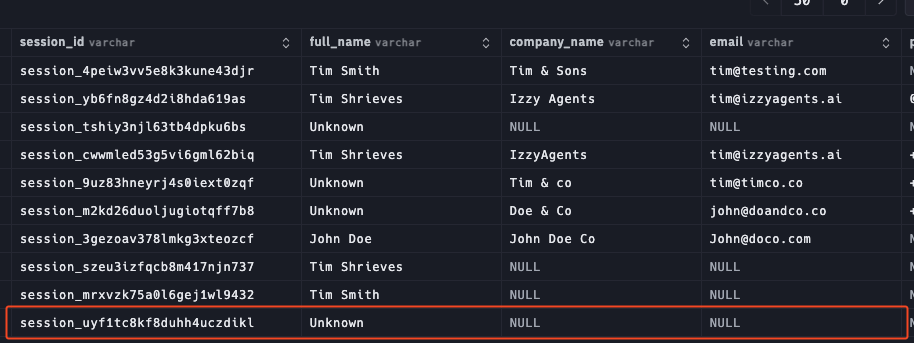 50 0
session_id varchar full_name varchar company_name varchar email varchar
session_4peiw3vv5e8k3kune43djr Tim Smith Tim & Sons tim@testing.com
session_yb6fn8gz4d2i8hda619as Tim Shrieves Izzy Agents tim@izzyagents.ai
session_tshiy3njl63tb4dpku6bs Unknown NULL NULL
session_cwwmled53g5vi6gml62biq Tim Shrieves IzzyAgents tim@izzyagents.ai +
session_9uz83hneyrj4s0iext0zqf Unknown Tim & co tim@timco.co +
session_m2kd26duoljugiotqff7b8 Unknown Doe & Co john@doandco.co +
session_3gezoav378lmkg3xteozcf John Doe John Doe Co John@doco.com
session_szeu3izfqcb8m417njn737 Tim Shrieves NULL NULL
session_mrxvzk75a0l6gej1wl9432 Tim Smith NULL NULL
session_uyf1tc8kf8duhh4uczdikl Unknown NULL NULL